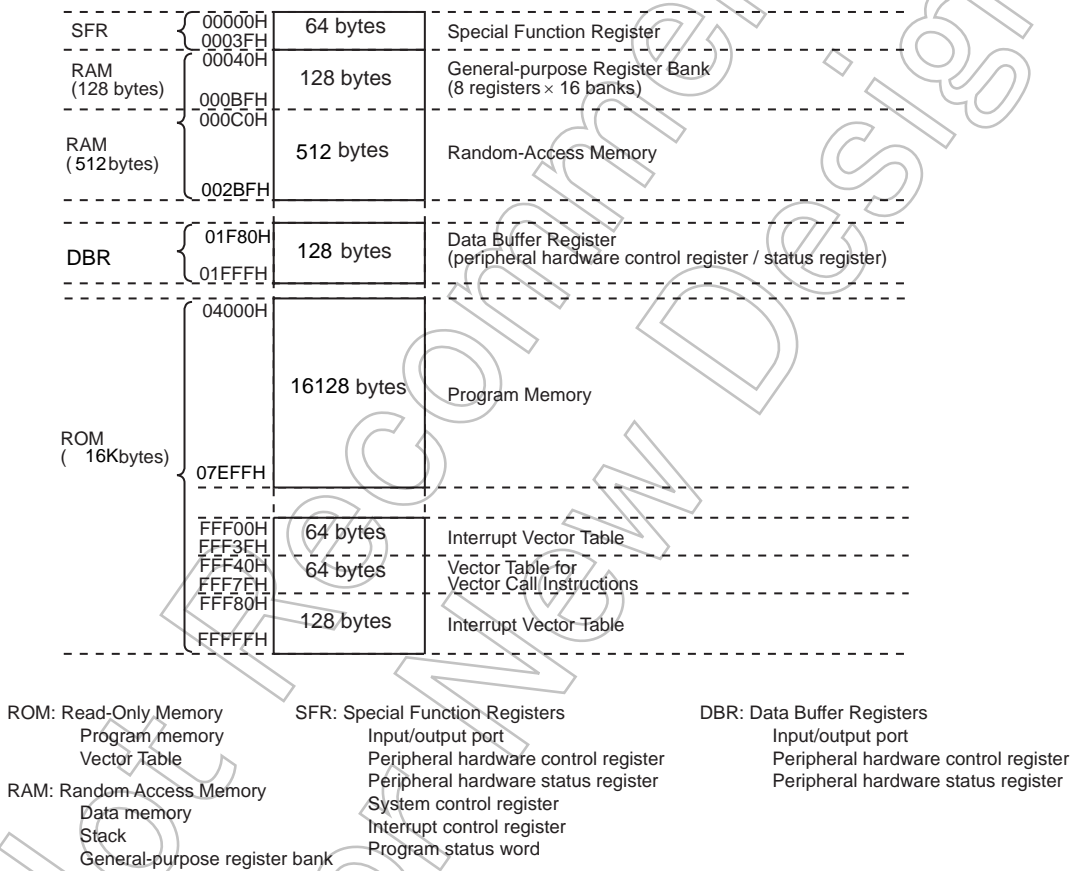 SFR
00000H
0003FH
64 bytes
Special Function Register
RAM
(128 bytes)
00040H
000BFH
128 bytes
General-purpose Register Bank
(8 registers × 16 banks)
RAM
(512bytes)
000C0H
002BFH
512 bytes
Random-Access Memory
DBR
01F80H
01FFFH
128 bytes
Data Buffer Register
(peripheral hardware control register / status register)
ROM
( 16Kbytes)
04000H
07EFFH
16128 bytes
Program Memory
FFF00H
FFF3FH
64 bytes
Interrupt Vector Table
FFF40H
FFF7FH
64 bytes
Vector Table for
Vector Call Instructions
FFF80H
FFFFFH
128 bytes
Interrupt Vector Table
ROM: Read-Only Memory
Program memory
Vector Table
RAM: Random Access Memory
Data memory
Stack
General-purpose register bank
SFR: Special Function Registers
Input/output port
Peripheral hardware control register
Peripheral hardware status register
System control register
Interrupt control register
Program status word
DBR: Data Buffer Registers
Input/output port
Peripheral hardware control register
Peripheral hardware status register
Not Recommen
or New Desig